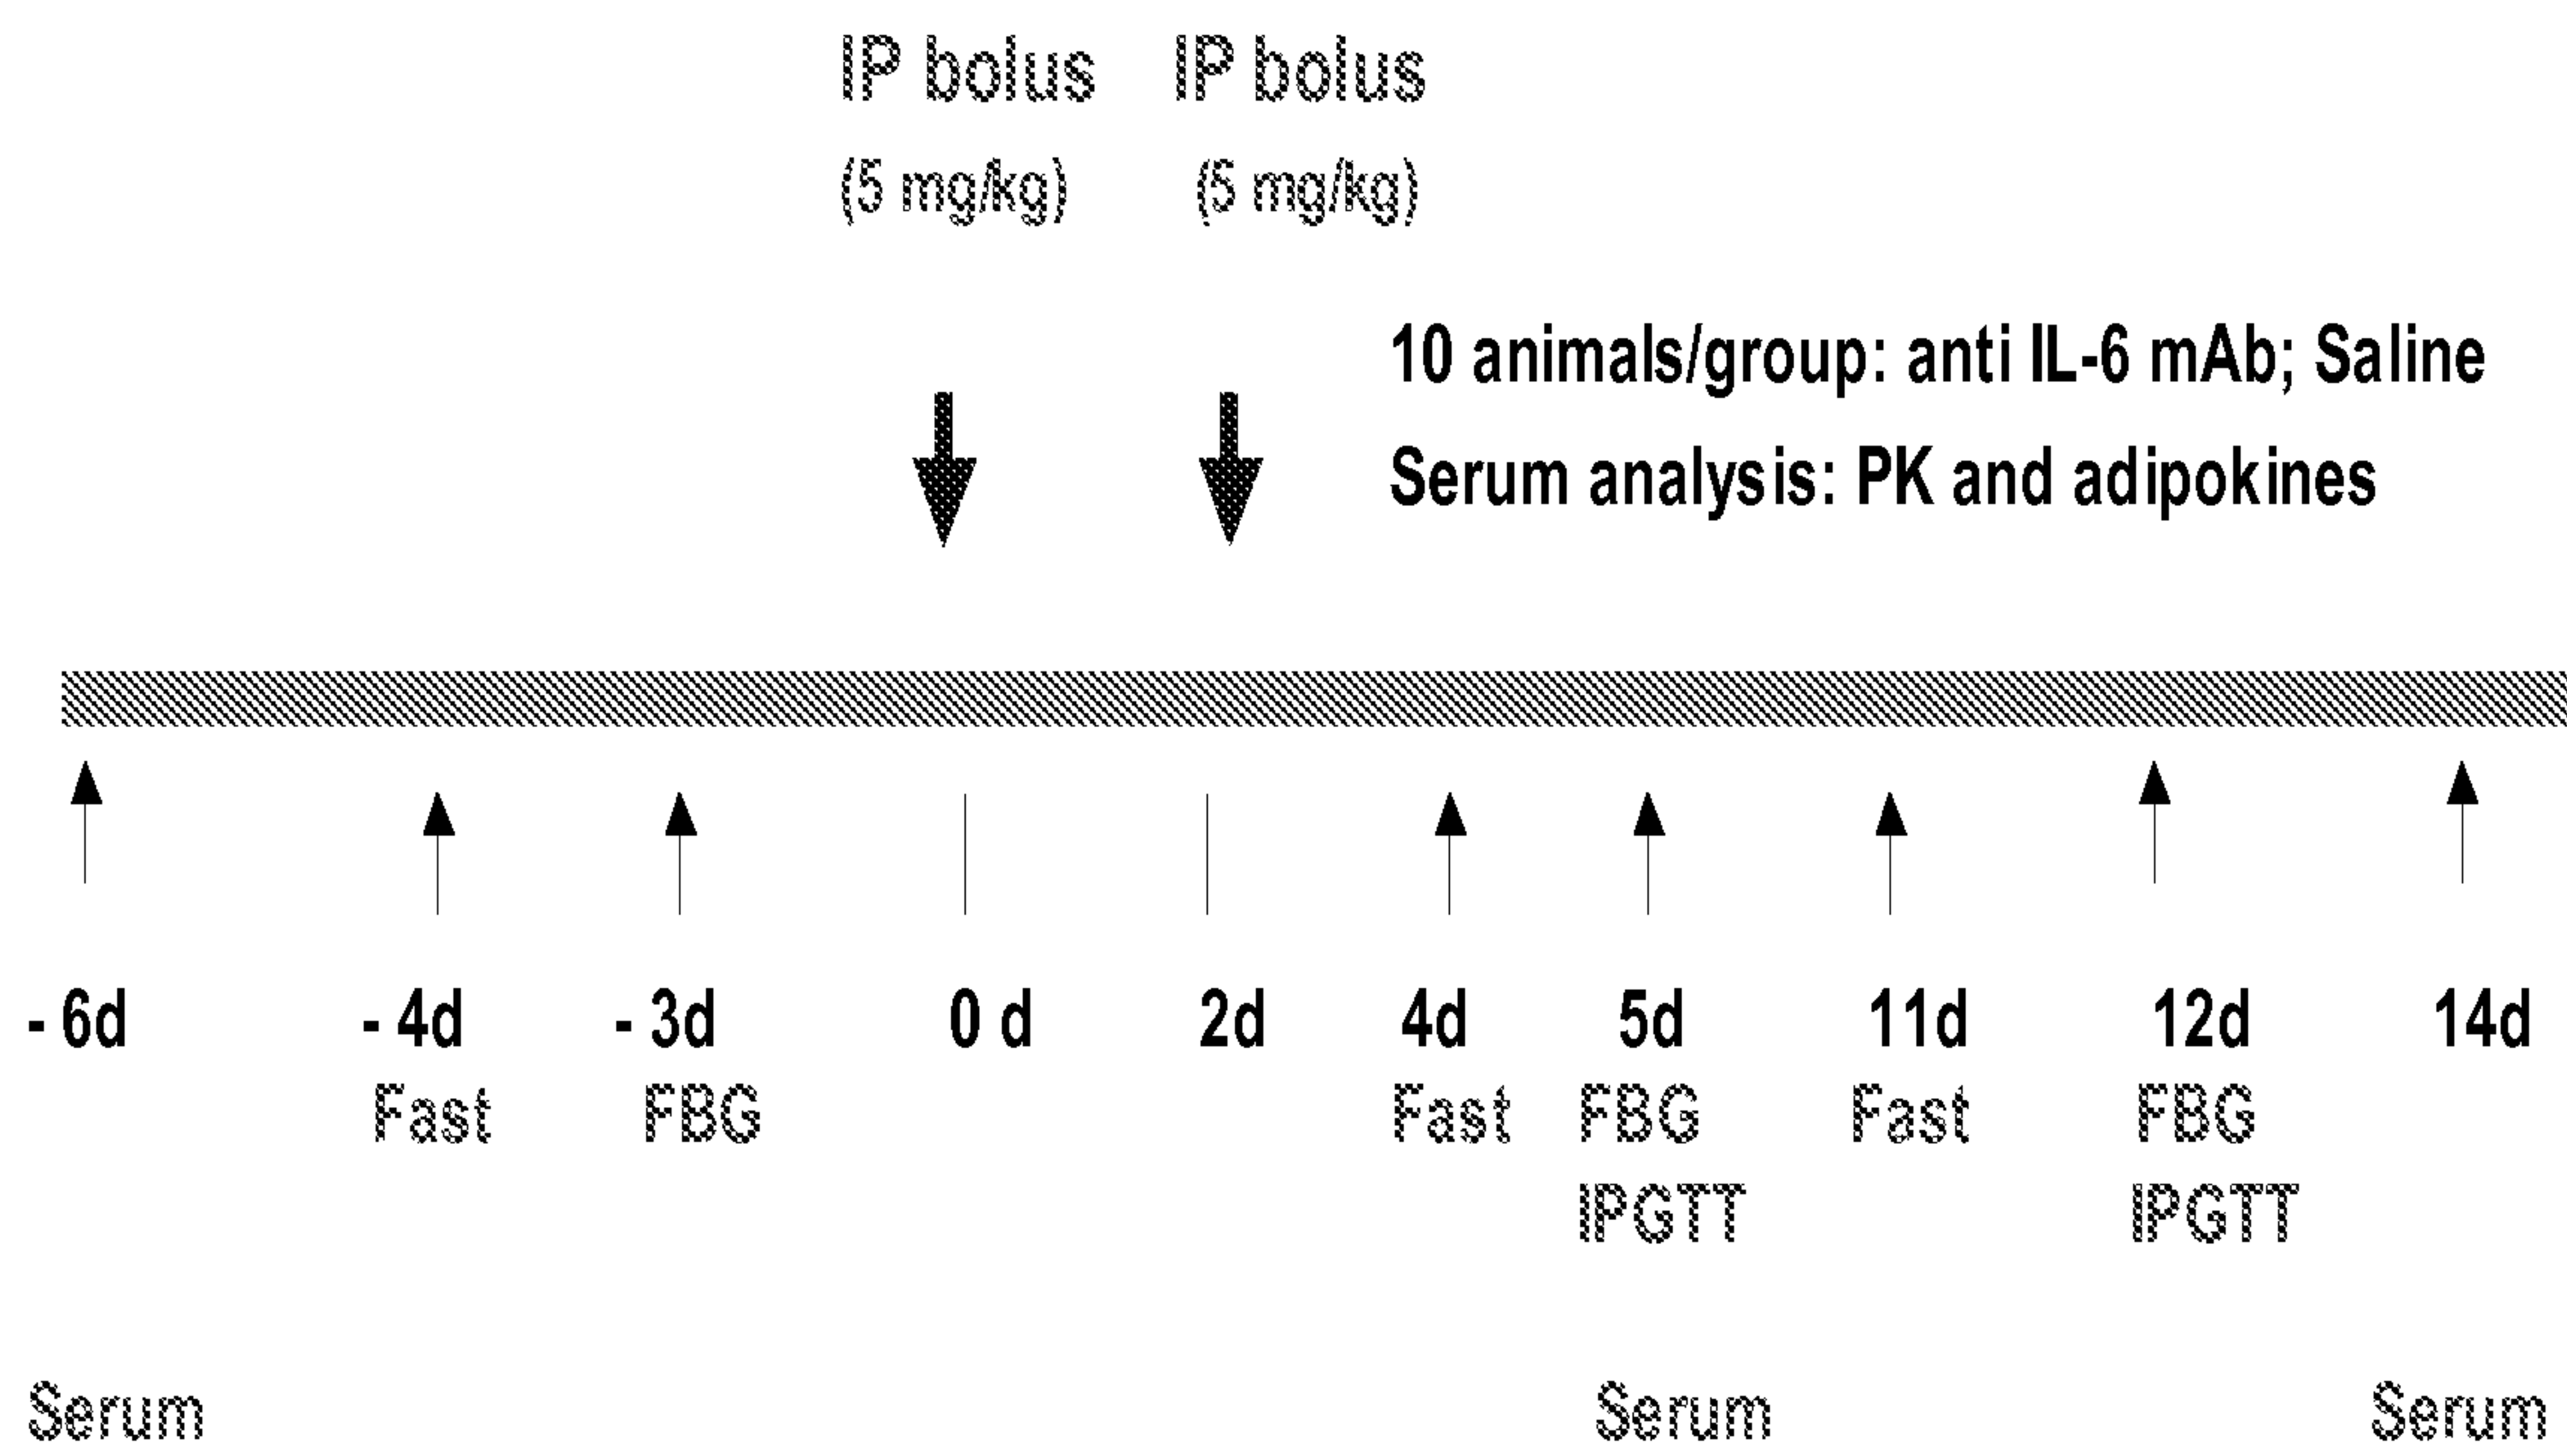 IP bolus IP bolus
(5 mg/kg) (5 mg/kg)
10 animals/group: anti IL-6 mAb; Saline
Serum analysis: PK and adipokines
- 6d - 4d - 3d 0 d 2d 4d 5d 11d 12d 14d
Fast FBG Fast FBG Fast FBG
IPGTT IPGTT
Serum Serum Serum